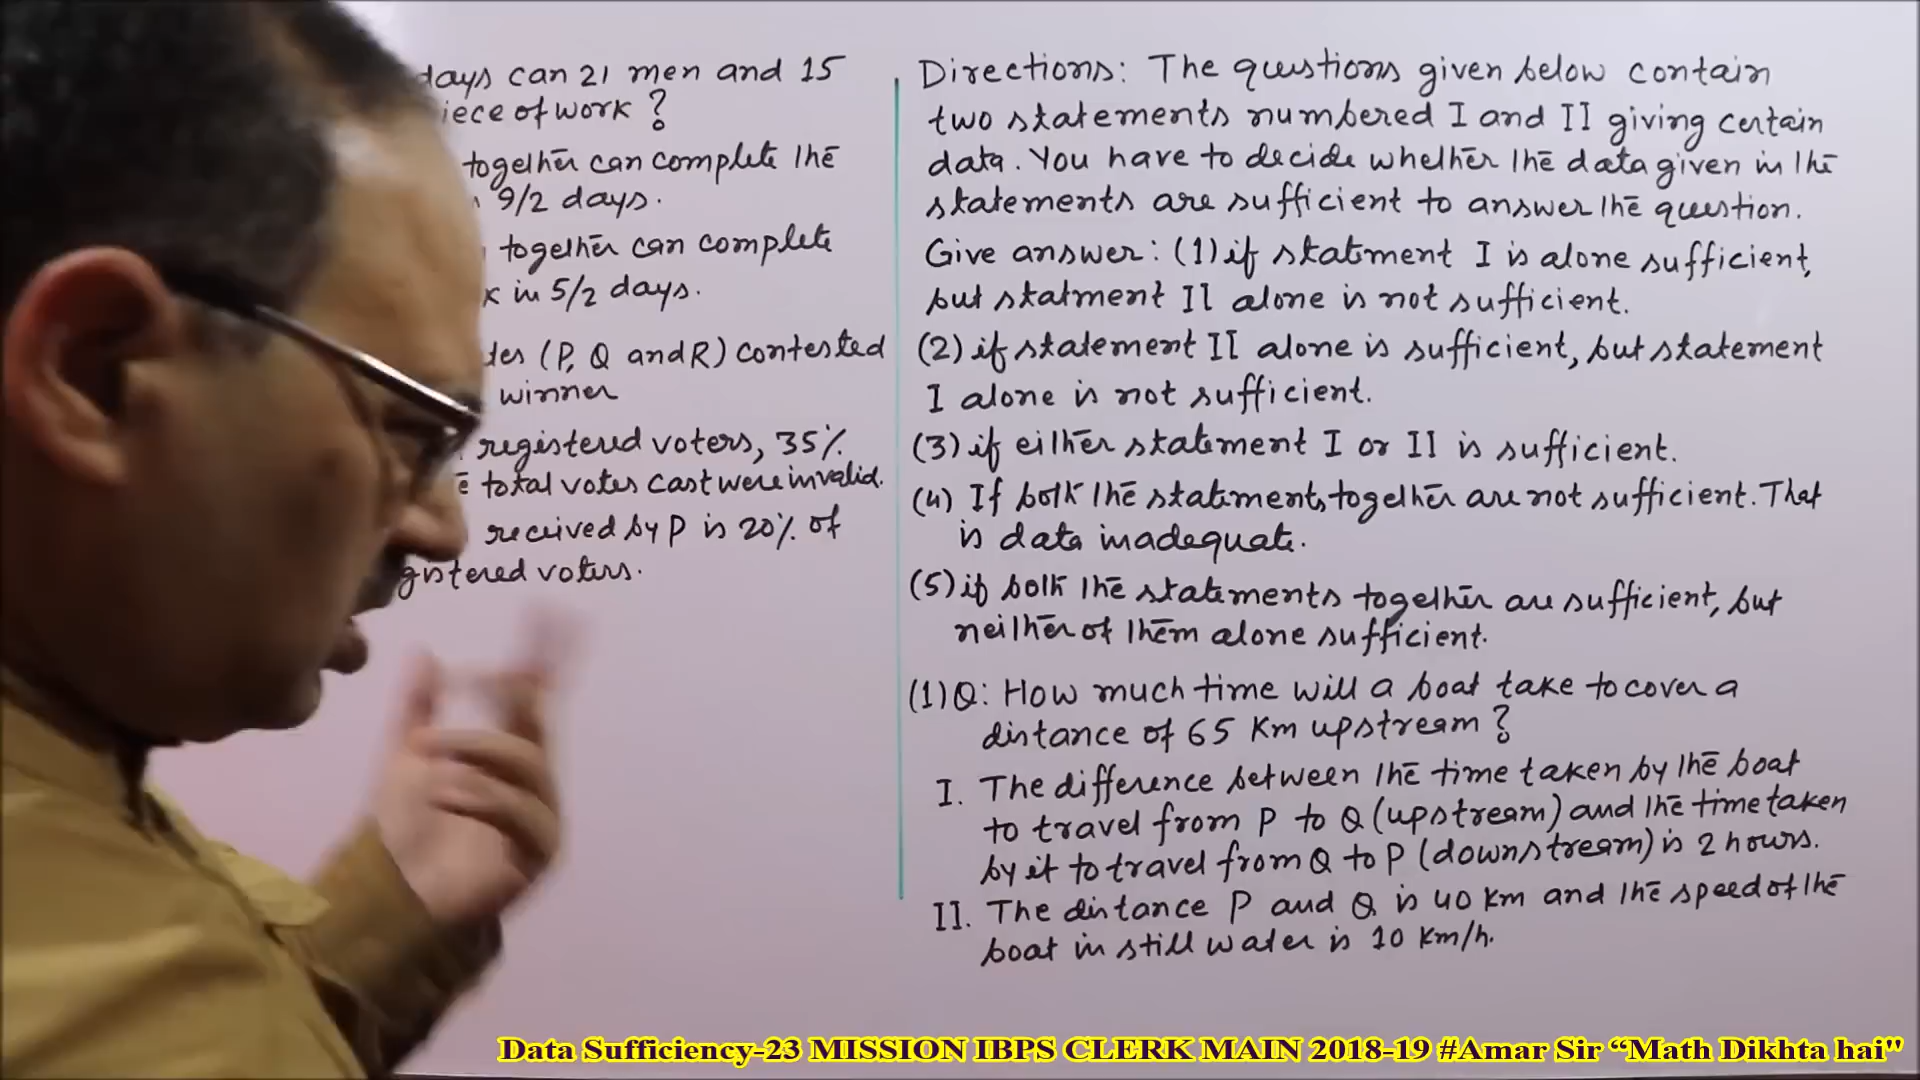 days can 21 men and 15
iece of work ?
together can complete the
9/2 days.
together can complete
k in 5/2 days.
tes (P, Q and R) contested
winner
registered voters, 35%
e total votes cast were invalid.
received by P is 20% of
gistered voters.
Directions: The questions given below contain
two statements numbered I and II giving certain
data. You have to decide whether the data given in the
statements are sufficient to answer the question.
Give answer: (1) if statement I is alone sufficient,
but statment II alone is not sufficient.
(2) if statement II alone is sufficient, but statement
I alone is not sufficient.
(3) if either statement I or II is sufficient.
(4) If both the statements together are not sufficient. That
is data inadequate.
(5) if both the statements together are sufficient, but
neither of them alone sufficient.
(1) Q: How much time will a boat take to cover a
distance of 65 Km upstream ?
I. The difference between the time taken by the boat
to travel from P to Q (upstream) and the time taken
by it to travel from Q to P (downstream) is 2 hours.
II. The distance P and Q is 40 km and the speed of the
boat in still water is 10 km/h.
Data Sufficiency-23 MISSION IBPS CLERK MAIN 2018-19 #Amar Sir “Math Dikhta hai"